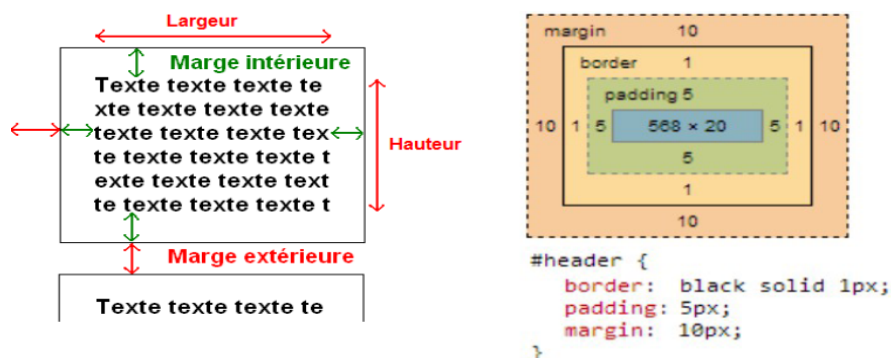 Largeur
Marge intérieure
Texte texte texte te
xte texte texte texte
texte texte texte tex
te texte texte texte t
exte texte texte text
te texte texte texte t
Hauteur
Marge extérieure
Texte texte texte te
margin 10
border 1
padding 5
10 1 5 568 × 20 5 1 10
5
1
10
#header {
border: black solid 1px;
padding: 5px;
margin: 10px;
}